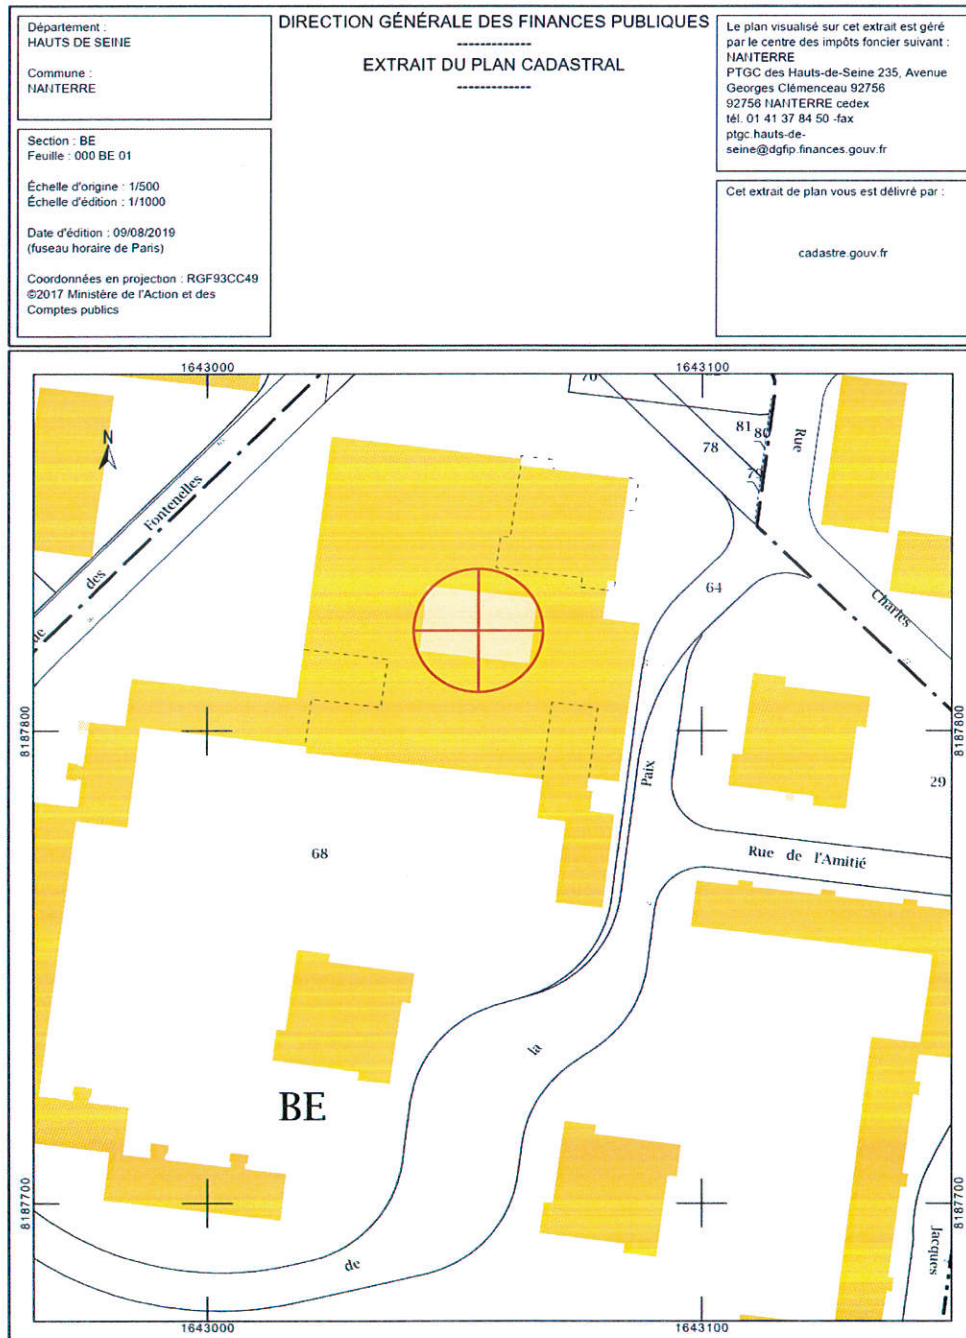 Département :
HAUTS DE SEINE
Commune :
NANTERRE
Section : BE
Feuille : 000 BE 01
Échelle d'origine : 1/500
Échelle d'édition : 1/1000
Date d'édition : 09/08/2019
(fuseau horaire de Paris)
Coordonnées en projection : RGF93CC49
©2017 Ministère de l'Action et des
Comptes publics
DIRECTION GÉNÉRALE DES FINANCES PUBLIQUES
-------------
EXTRAIT DU PLAN CADASTRAL
-------------
Le plan visualisé sur cet extrait est géré
par le centre des impôts foncier suivant :
NANTERRE
PTGC des Hauts-de-Seine 235, Avenue
Georges Clémenceau 92756
92756 NANTERRE cedex
tél. 01 41 37 84 50 -fax
ptgc.hauts-de-
seine@dgfip.finances.gouv.fr
Cet extrait de plan vous est délivré par :
cadastre.gouv.fr
1643000
1643100
70
81
80
78
Rue
N
Fontenelles
des
64
Charles
8187800
8187800
Paix
29
68
Rue de l'Amitié
la
BE
8187700
8187700
de
Jacques
1643000
1643100